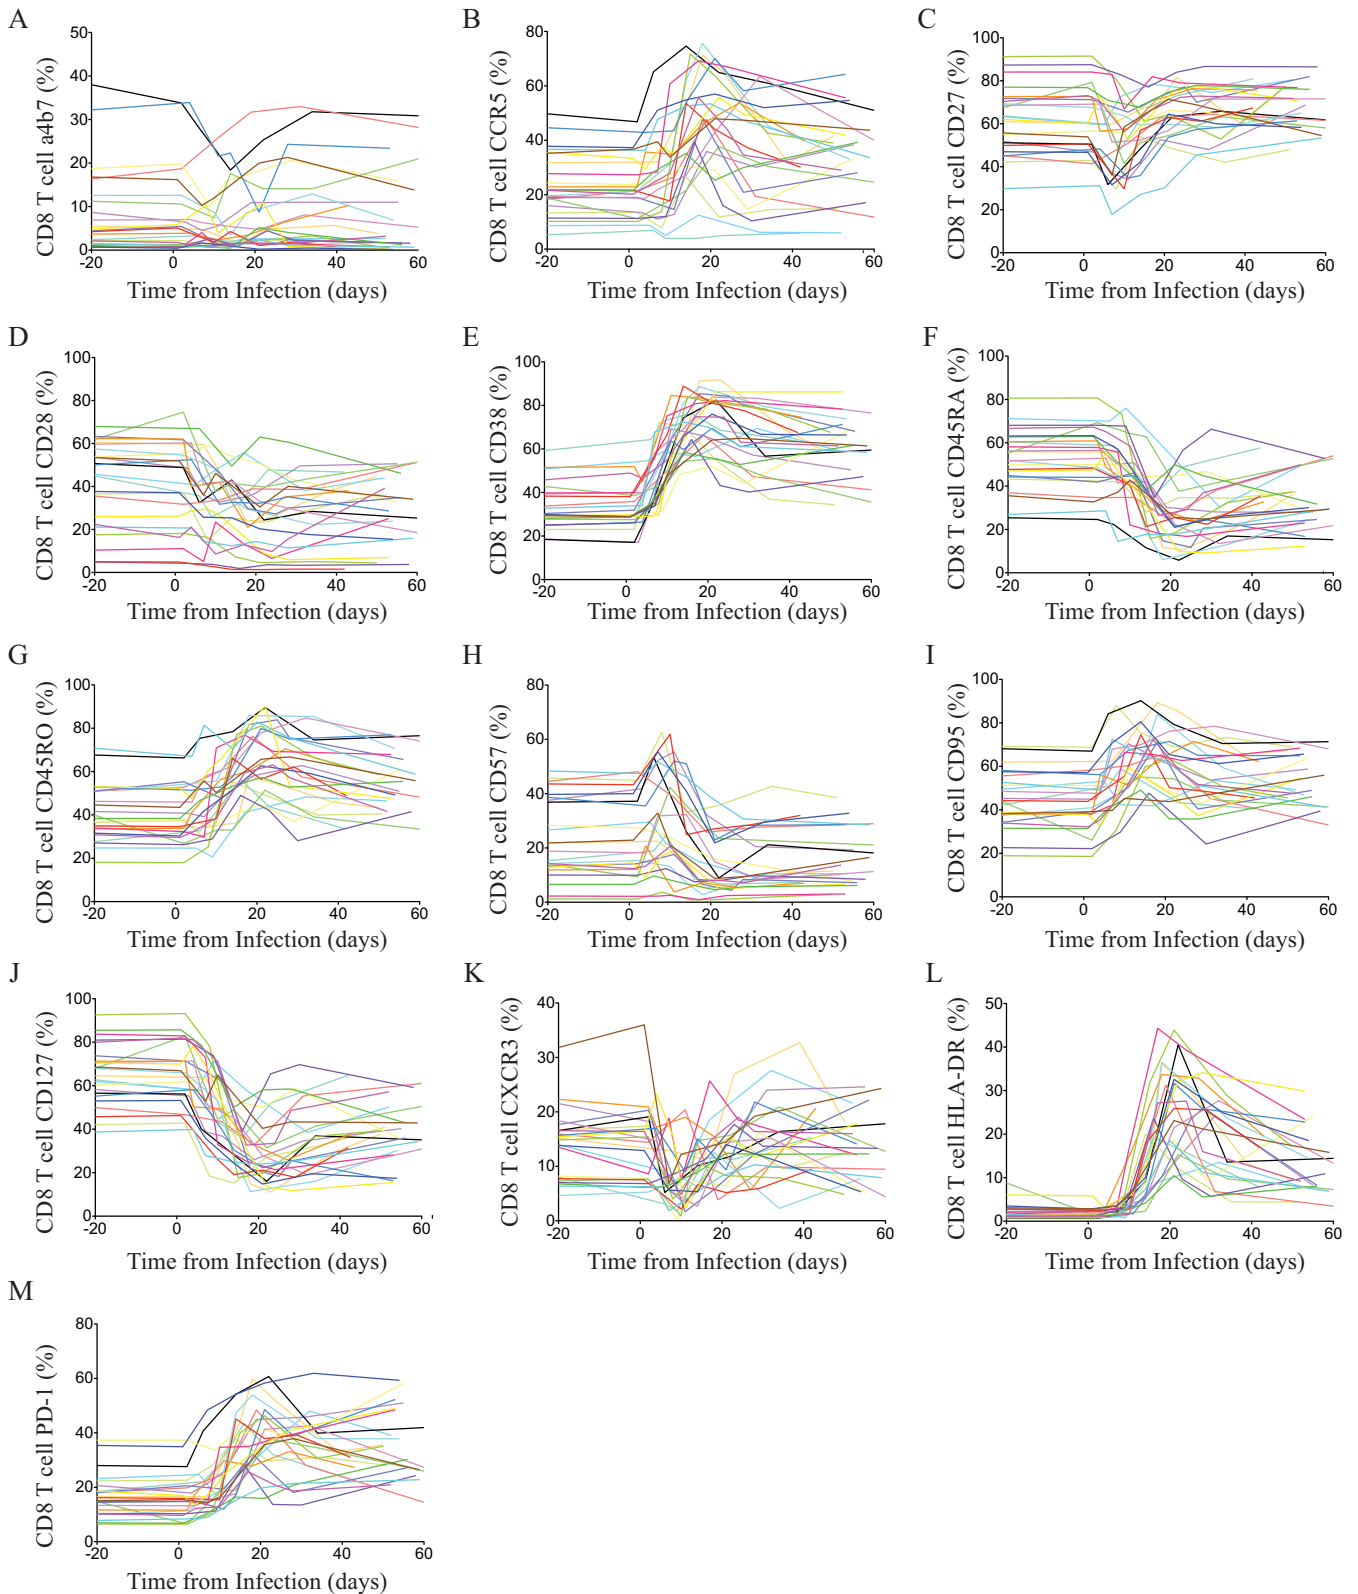 A
CD8 T cell a4b7 (%)
50
40
30
20
10
0
-20 0 20 40 60
Time from Infection (days)
B
CD8 T cell CCR5 (%)
80
60
40
20
0
-20 0 20 40 60
Time from Infection (days)
C
CD8 T cell CD27 (%)
100
80
60
40
20
0
-20 0 20 40 60
Time from Infection (days)
D
CD8 T cell CD28 (%)
100
80
60
40
20
0
-20 0 20 40 60
Time from Infection (days)
E
CD8 T cell CD38 (%)
100
80
60
40
20
0
-20 0 20 40 60
Time from Infection (days)
F
CD8 T cell CD45RA (%)
100
80
60
40
20
0
-20 0 20 40 60
Time from Infection (days)
G
CD8 T cell CD45RO (%)
100
80
60
40
20
0
-20 0 20 40 60
Time from Infection (days)
H
CD8 T cell CD57 (%)
80
60
40
20
0
-20 0 20 40 60
Time from Infection (days)
I
CD8 T cell CD95 (%)
100
80
60
40
20
0
-20 0 20 40 60
Time from Infection (days)
J
CD8 T cell CD127 (%)
100
80
60
40
20
0
-20 0 20 40 60
Time from Infection (days)
K
CD8 T cell CXCR3 (%)
40
30
20
10
0
-20 0 20 40 60
Time from Infection (days)
L
CD8 T cell HLA-DR (%)
50
40
30
20
10
0
-20 0 20 40 60
Time from Infection (days)
M
CD8 T cell PD-1 (%)
80
60
40
20
0
-20 0 20 40 60
Time from Infection (days)